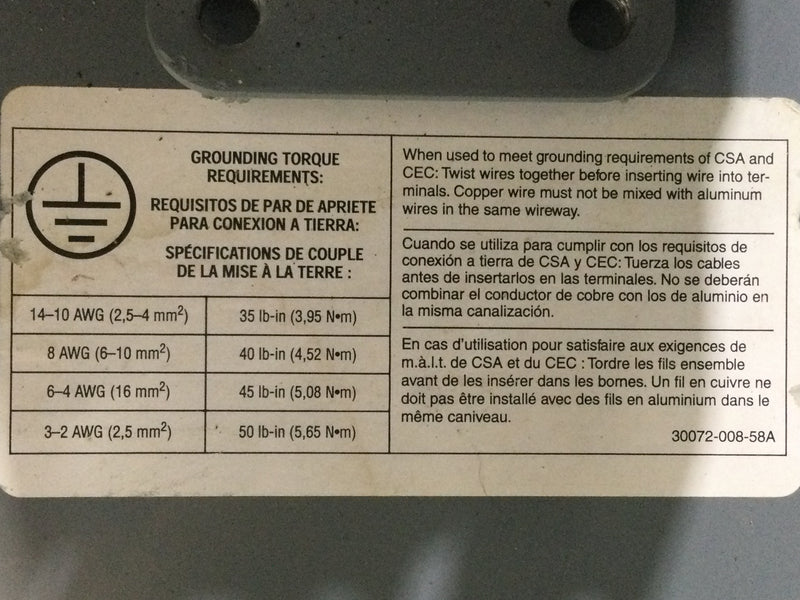 GROUNDING TORQUE
REQUIREMENTS:
REQUISITOS DE PAR DE APRIETE
PARA CONEXION A TIERRA:
SPÉCIFICATIONS DE COUPLE
DE LA MISE À LA TERRE :
14–10 AWG (2,5–4 mm²) 35 lb-in (3,95 N•m)
8 AWG (6–10 mm²) 40 lb-in (4,52 N•m)
6–4 AWG (16 mm²) 45 lb-in (5,08 N•m)
3–2 AWG (2,5 mm²) 50 lb-in (5,65 N•m)
When used to meet grounding requirements of CSA and
CEC: Twist wires together before inserting wire into ter-
minals. Copper wire must not be mixed with aluminum
wires in the same wireway.
Cuando se utiliza para cumplir con los requisitos de
conexión a tierra de CSA y CEC: Tuerza los cables
antes de insertarlos en las terminales. No se deberán
combinar el conductor de cobre con los de aluminio en
la misma canalización.
En cas d'utilisation pour satisfaire aux exigences de
m.à.l.t. de CSA et du CEC : Tordre les fils ensemble
avant de les insérer dans les bornes. Un fil en cuivre ne
doit pas être installé avec des fils en aluminium dans le
même caniveau.
30072-008-58A